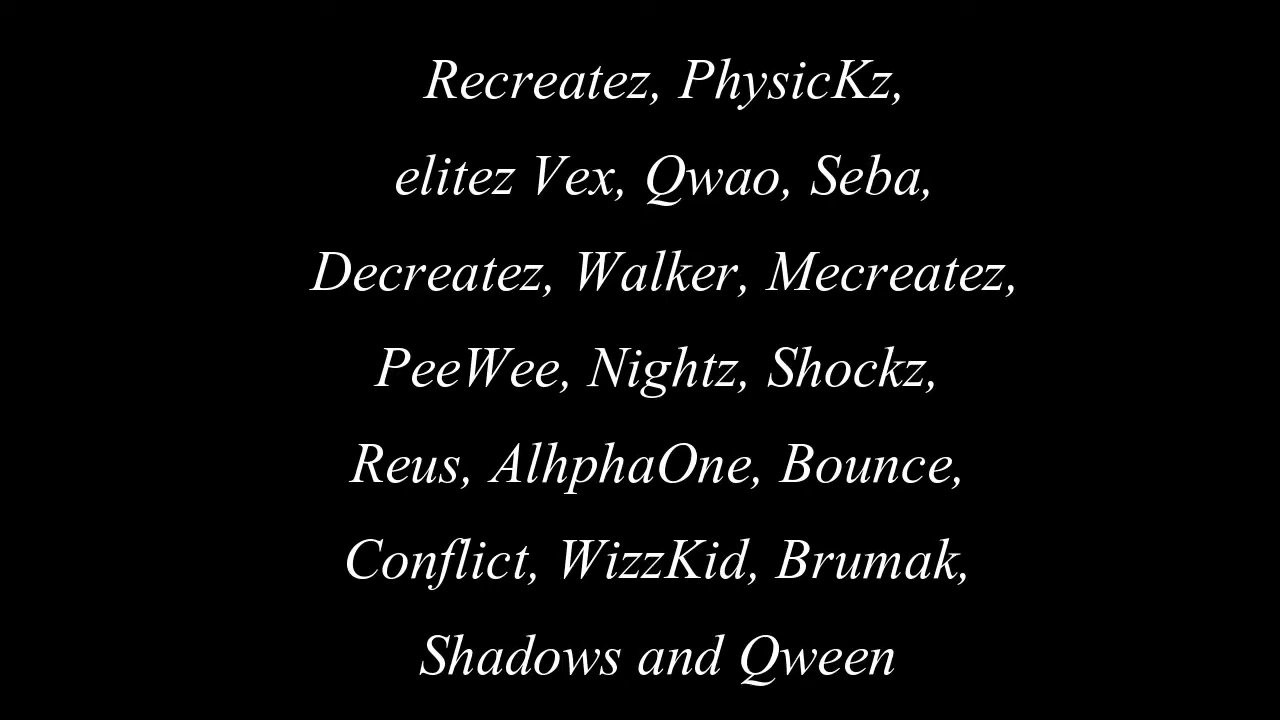 Recreatez, PhysicKz,
elitez Vex, Qwao, Seba,
Decreatez, Walker, Mecreatez,
PeeWee, Nightz, Shockz,
Reus, AlhphaOne, Bounce,
Conflict, WizzKid, Brumak,
Shadows and Qween